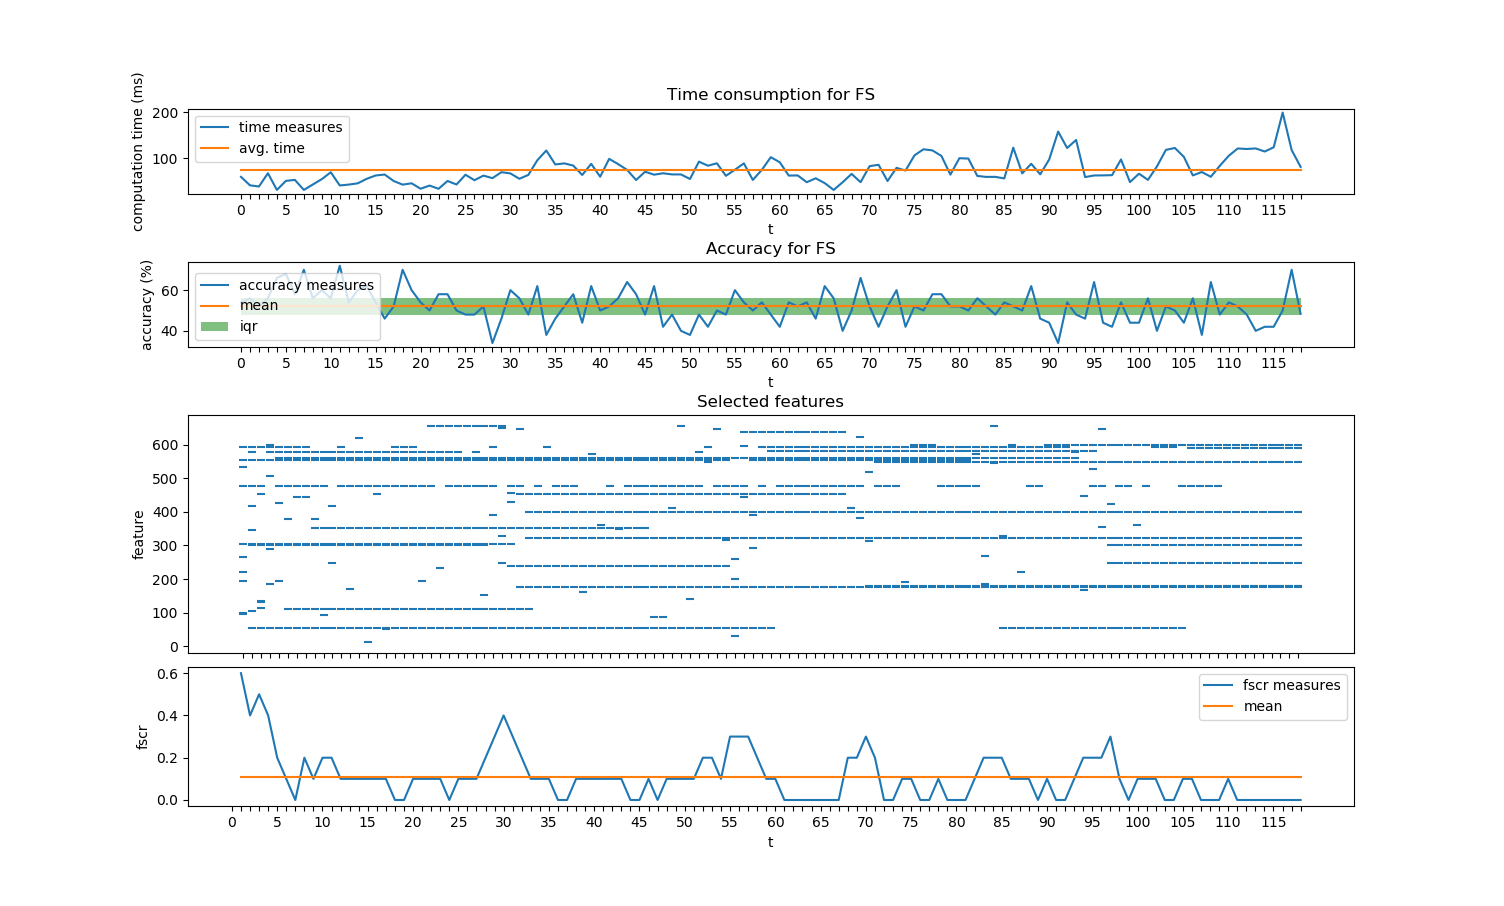 Time consumption for FS
computation time (ms)
200
100
time measures
avg. time
0 5 10 15 20 25 30 35 40 45 50 55 60 65 70 75 80 85 90 95 100 105 110 115
t
Accuracy for FS
accuracy (%)
60
40
accuracy measures
mean
iqr
0 5 10 15 20 25 30 35 40 45 50 55 60 65 70 75 80 85 90 95 100 105 110 115
t
Selected features
feature
600
500
400
300
200
100
0
fscr
0.6
0.4
0.2
0.0
fscr measures
mean
0 5 10 15 20 25 30 35 40 45 50 55 60 65 70 75 80 85 90 95 100 105 110 115
t